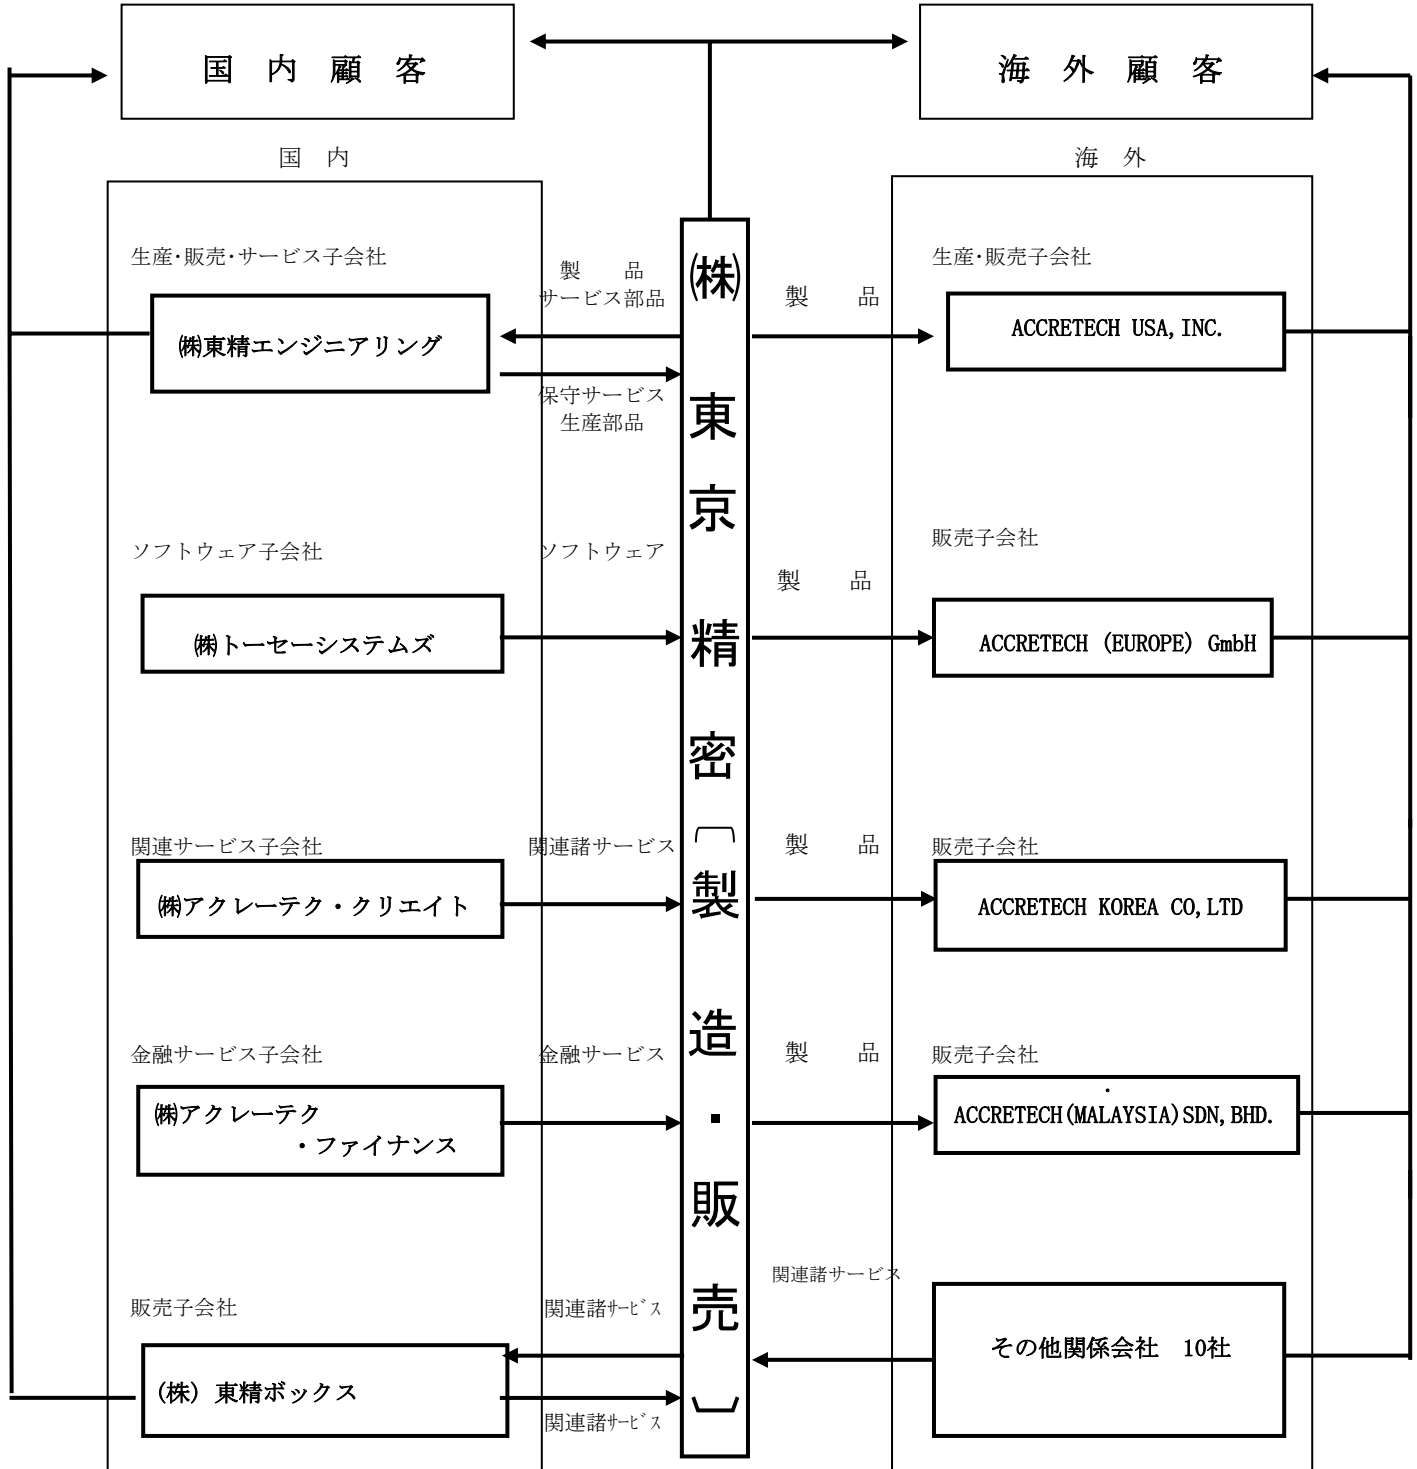 国　内　顧　客
海　外　顧　客
国　内
海　外
生産・販売・サービス子会社
㈱東精エンジニアリング
製　　品
サービス部品
保守サービス
生産部品
ソフトウェア子会社
ソフトウェア
㈱トーセーシステムズ
関連サービス子会社
関連諸サービス
㈱アクレーテク・クリエイト
金融サービス子会社
金融サービス
㈱アクレーテク
・ファイナンス
販売子会社
関連諸ｻｰﾋﾞｽ
(株) 東精ボックス
関連諸ｻｰﾋﾞｽ
㈱東京精密〔製造・販売〕
生産・販売子会社
製　　品
ACCRETECH USA,INC.
販売子会社
製　　品
ACCRETECH (EUROPE) GmbH
製　　品
販売子会社
ACCRETECH KOREA CO,LTD
製　　品
販売子会社
・
ACCRETECH(MALAYSIA)SDN,BHD.
関連諸サービス
その他関係会社　10社